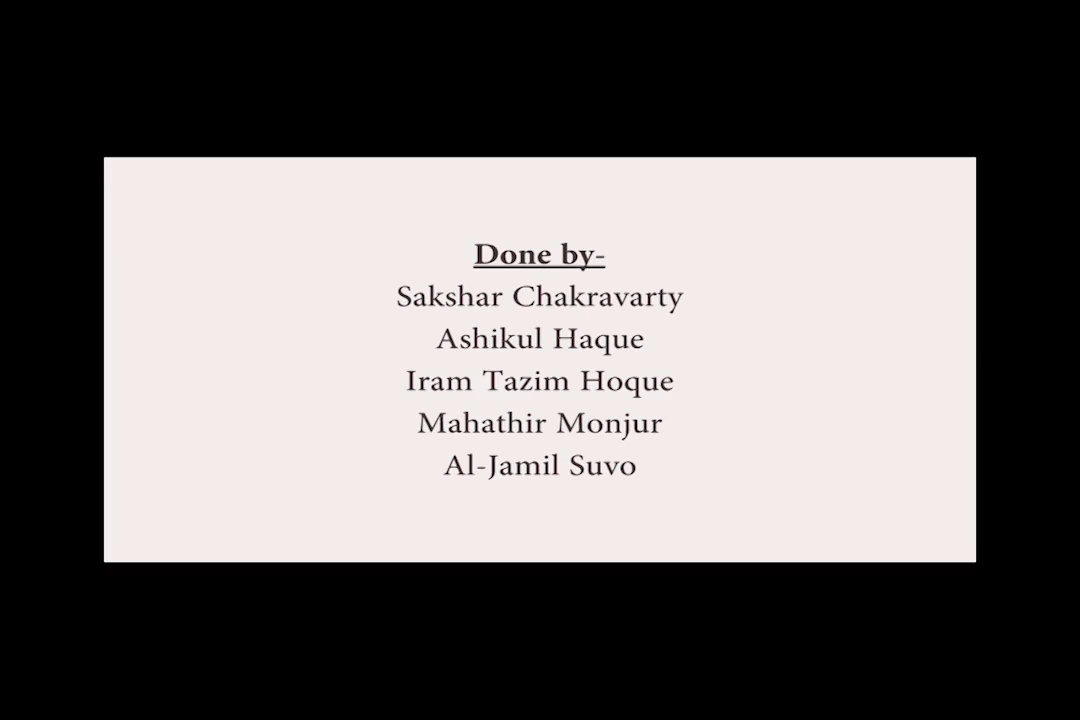 Done by-
Sakshar Chakravarty
Ashikul Haque
Iram Tazim Hoque
Mahathir Monjur
Al-Jamil Suvo